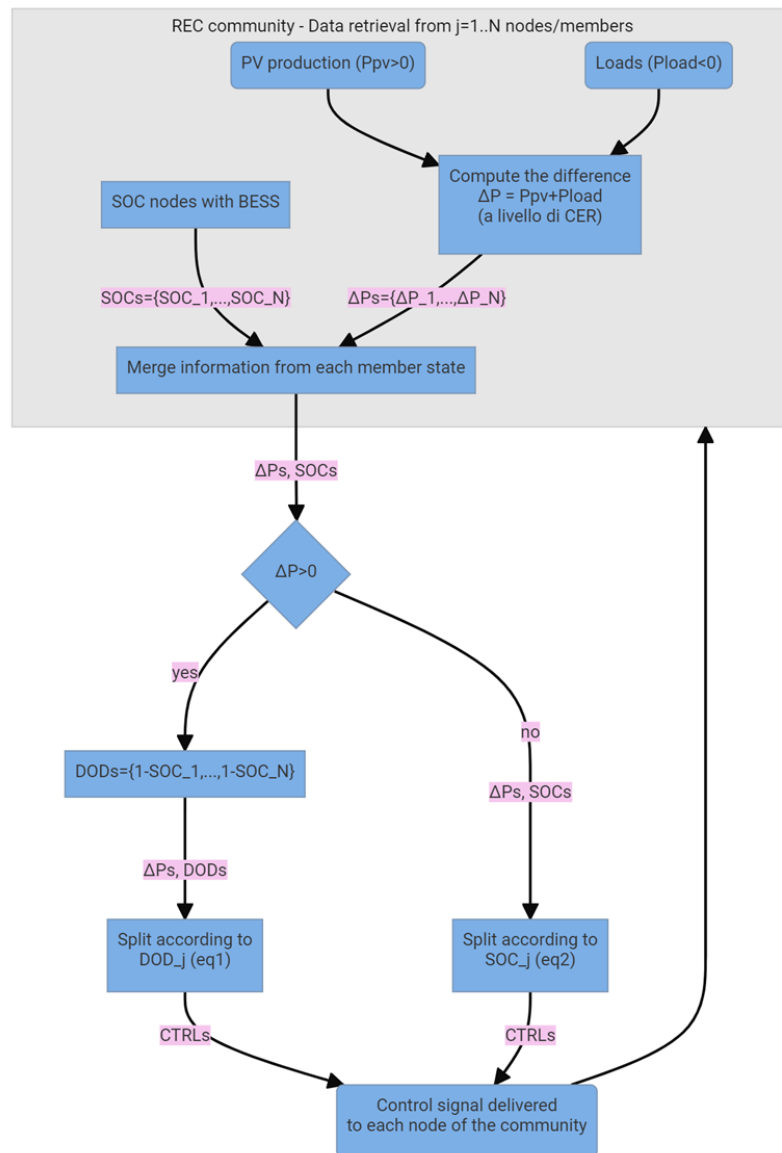 REC community - Data retrieval from j=1..N nodes/members
PV production (Ppv>0)
Loads (Pload<0)
Compute the difference
ΔP = Ppv+Pload
(a livello di CER)
SOC nodes with BESS
SOCs={SOC_1,...,SOC_N}
ΔPs={ΔP_1,...,ΔP_N}
Merge information from each member state
ΔPs, SOCs
ΔP>0
yes
no
DODs={1-SOC_1,...,1-SOC_N}
ΔPs, SOCs
ΔPs, DODs
Split according to
DOD_j (eq1)
Split according to
SOC_j (eq2)
CTRLs
CTRLs
Control signal delivered
to each node of the community